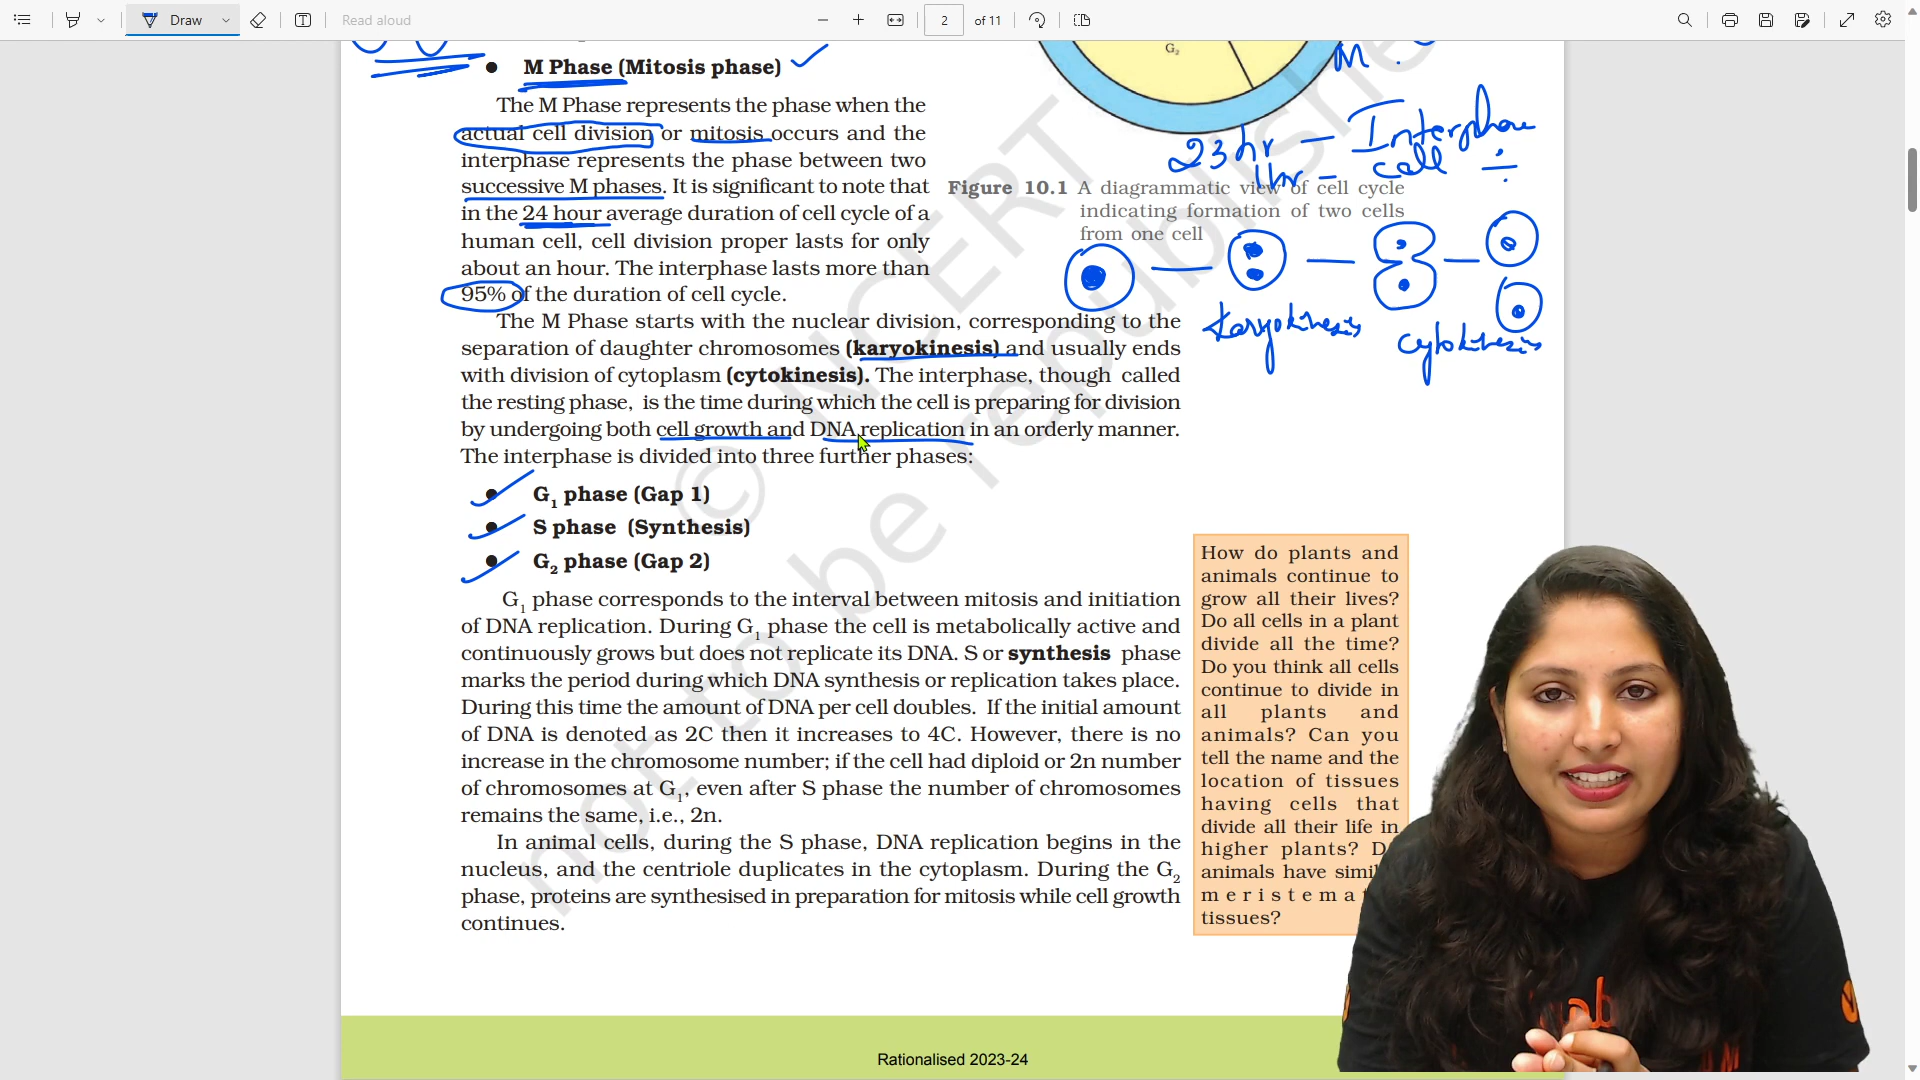 Draw
Read aloud
2
of 11
G2
M
• M Phase (Mitosis phase)
The M Phase represents the phase when the
actual cell division or mitosis occurs and the
interphase represents the phase between two
successive M phases. It is significant to note that
in the 24 hour average duration of cell cycle of a
human cell, cell division proper lasts for only
about an hour. The interphase lasts more than
95% of the duration of cell cycle.
23 hr — Interphase
1hr – cell ÷
Figure 10.1 A diagrammatic view of cell cycle
indicating formation of two cells
from one cell
Karyokinesis
cytokinesis
The M Phase starts with the nuclear division, corresponding to the
separation of daughter chromosomes (karyokinesis) and usually ends
with division of cytoplasm (cytokinesis). The interphase, though called
the resting phase, is the time during which the cell is preparing for division
by undergoing both cell growth and DNA replication in an orderly manner.
The interphase is divided into three further phases:
• G1 phase (Gap 1)
• S phase (Synthesis)
• G2 phase (Gap 2)
G1 phase corresponds to the interval between mitosis and initiation
of DNA replication. During G1 phase the cell is metabolically active and
continuously grows but does not replicate its DNA. S or synthesis phase
marks the period during which DNA synthesis or replication takes place.
During this time the amount of DNA per cell doubles. If the initial amount
of DNA is denoted as 2C then it increases to 4C. However, there is no
increase in the chromosome number; if the cell had diploid or 2n number
of chromosomes at G1, even after S phase the number of chromosomes
remains the same, i.e., 2n.
In animal cells, during the S phase, DNA replication begins in the
nucleus, and the centriole duplicates in the cytoplasm. During the G2
phase, proteins are synthesised in preparation for mitosis while cell growth
continues.
How do plants and
animals continue to
grow all their lives?
Do all cells in a plant
divide all the time?
Do you think all cells
continue to divide in
all plants and
animals? Can you
tell the name and the
location of tissues
having cells that
divide all their life in
higher plants? D
animals have simil
meristema
tissues?
© NCERT
not to be republishe
Rationalised 2023-24